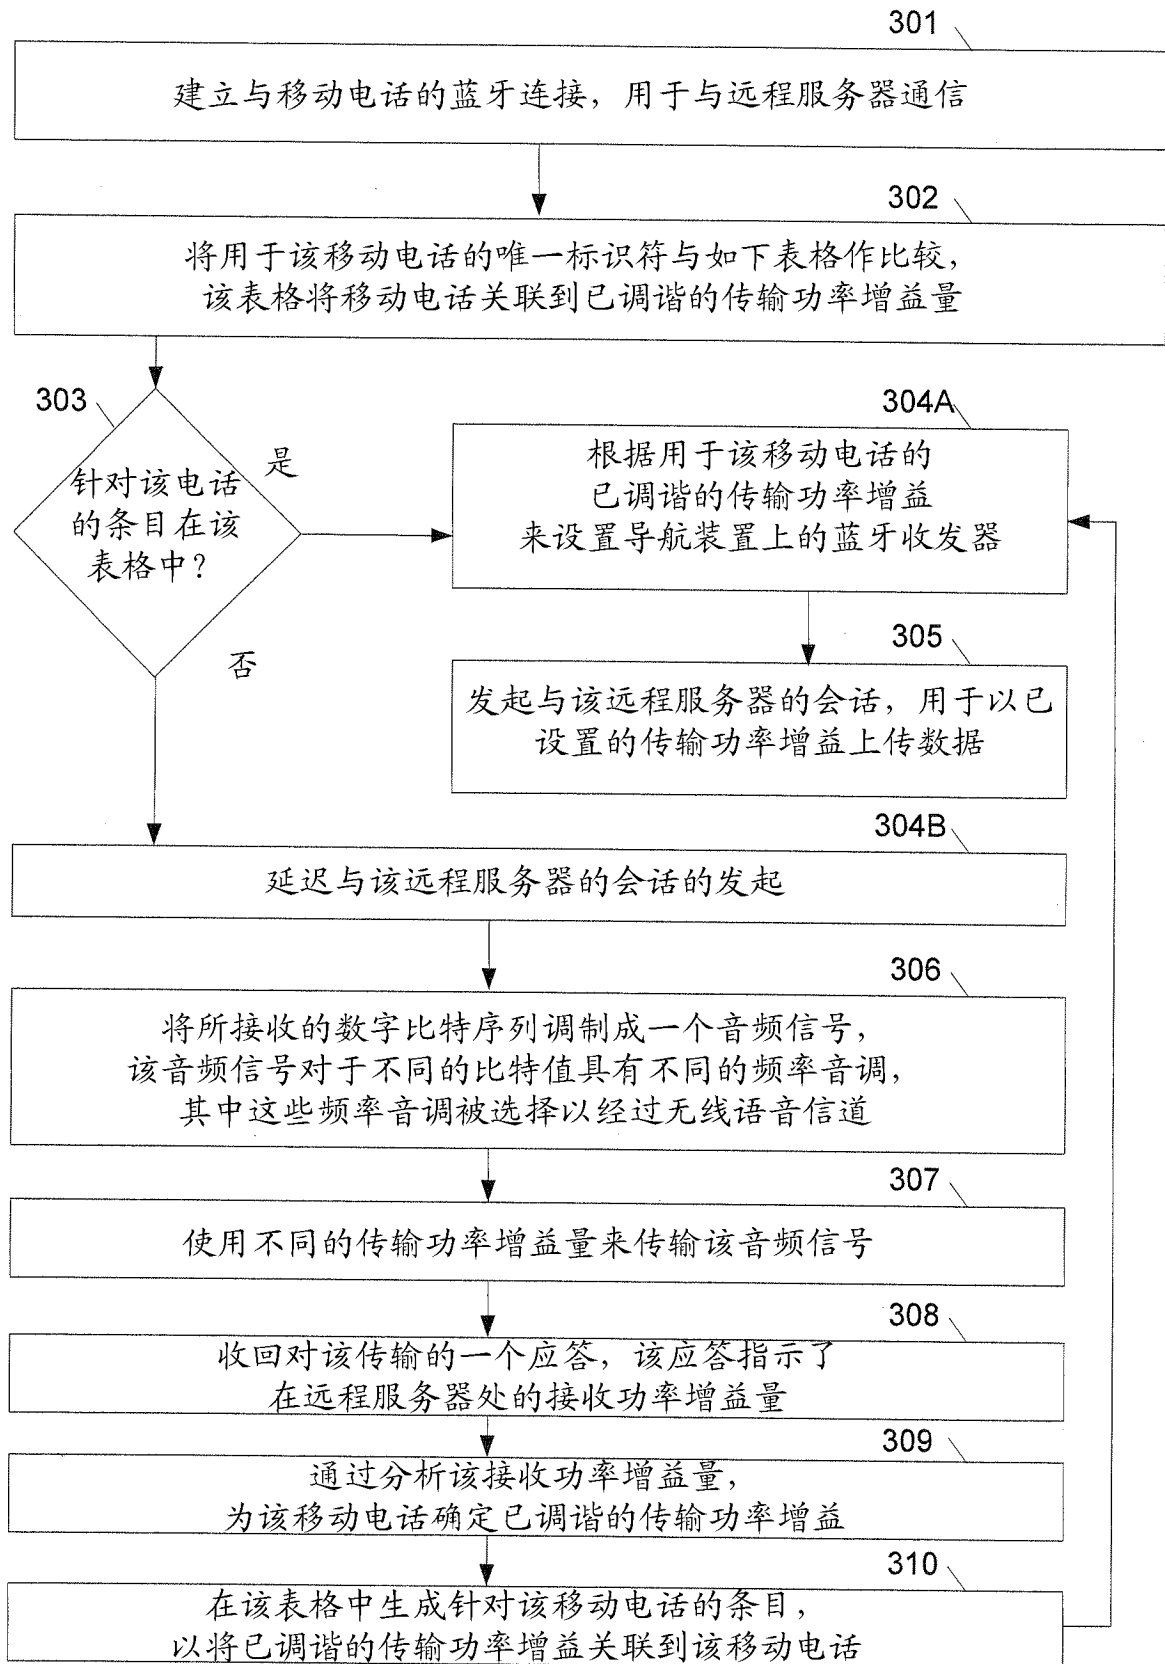 301
建立与移动电话的蓝牙连接，用于与远程服务器通信
302
将用于该移动电话的唯一标识符与如下表格作比较，
该表格将移动电话关联到已调谐的传输功率增益量
303
针对该电话
的条目在该
表格中？
是
否
304A
根据用于该移动电话的
已调谐的传输功率增益
来设置导航装置上的蓝牙收发器
305
发起与该远程服务器的会话，用于以已
设置的传输功率增益上传数据
304B
延迟与该远程服务器的会话的发起
306
将所接收的数字比特序列调制成一个音频信号，
该音频信号对于不同的比特值具有不同的频率音调，
其中这些频率音调被选择以经过无线语音信道
307
使用不同的传输功率增益量来传输该音频信号
308
收回对该传输的一个应答，该应答指示了
在远程服务器处的接收功率增益量
309
通过分析该接收功率增益量，
为该移动电话确定已调谐的传输功率增益
310
在该表格中生成针对该移动电话的条目，
以将已调谐的传输功率增益关联到该移动电话